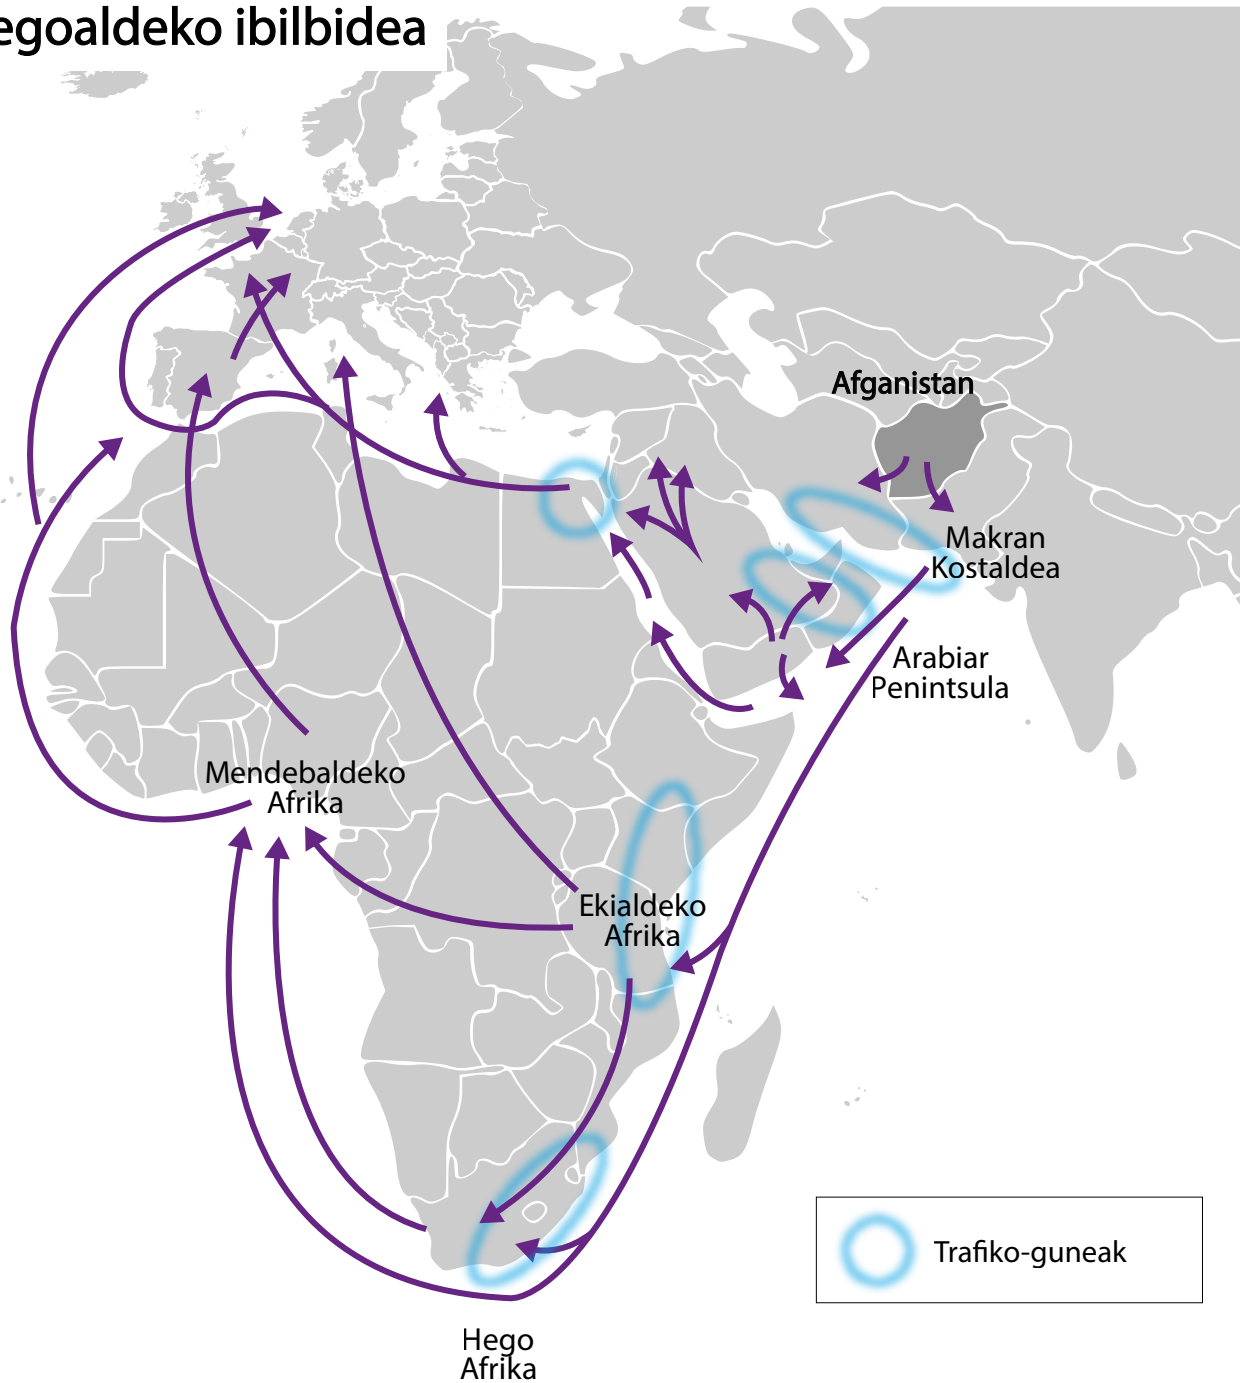 egoaldeko ibilbidea
Afganistan
Makran
Kostaldea
Arabiar
Penintsula
Mendebaldeko
Afrika
Ekialdeko
Afrika
Trafiko-guneak
Hego
Afrika